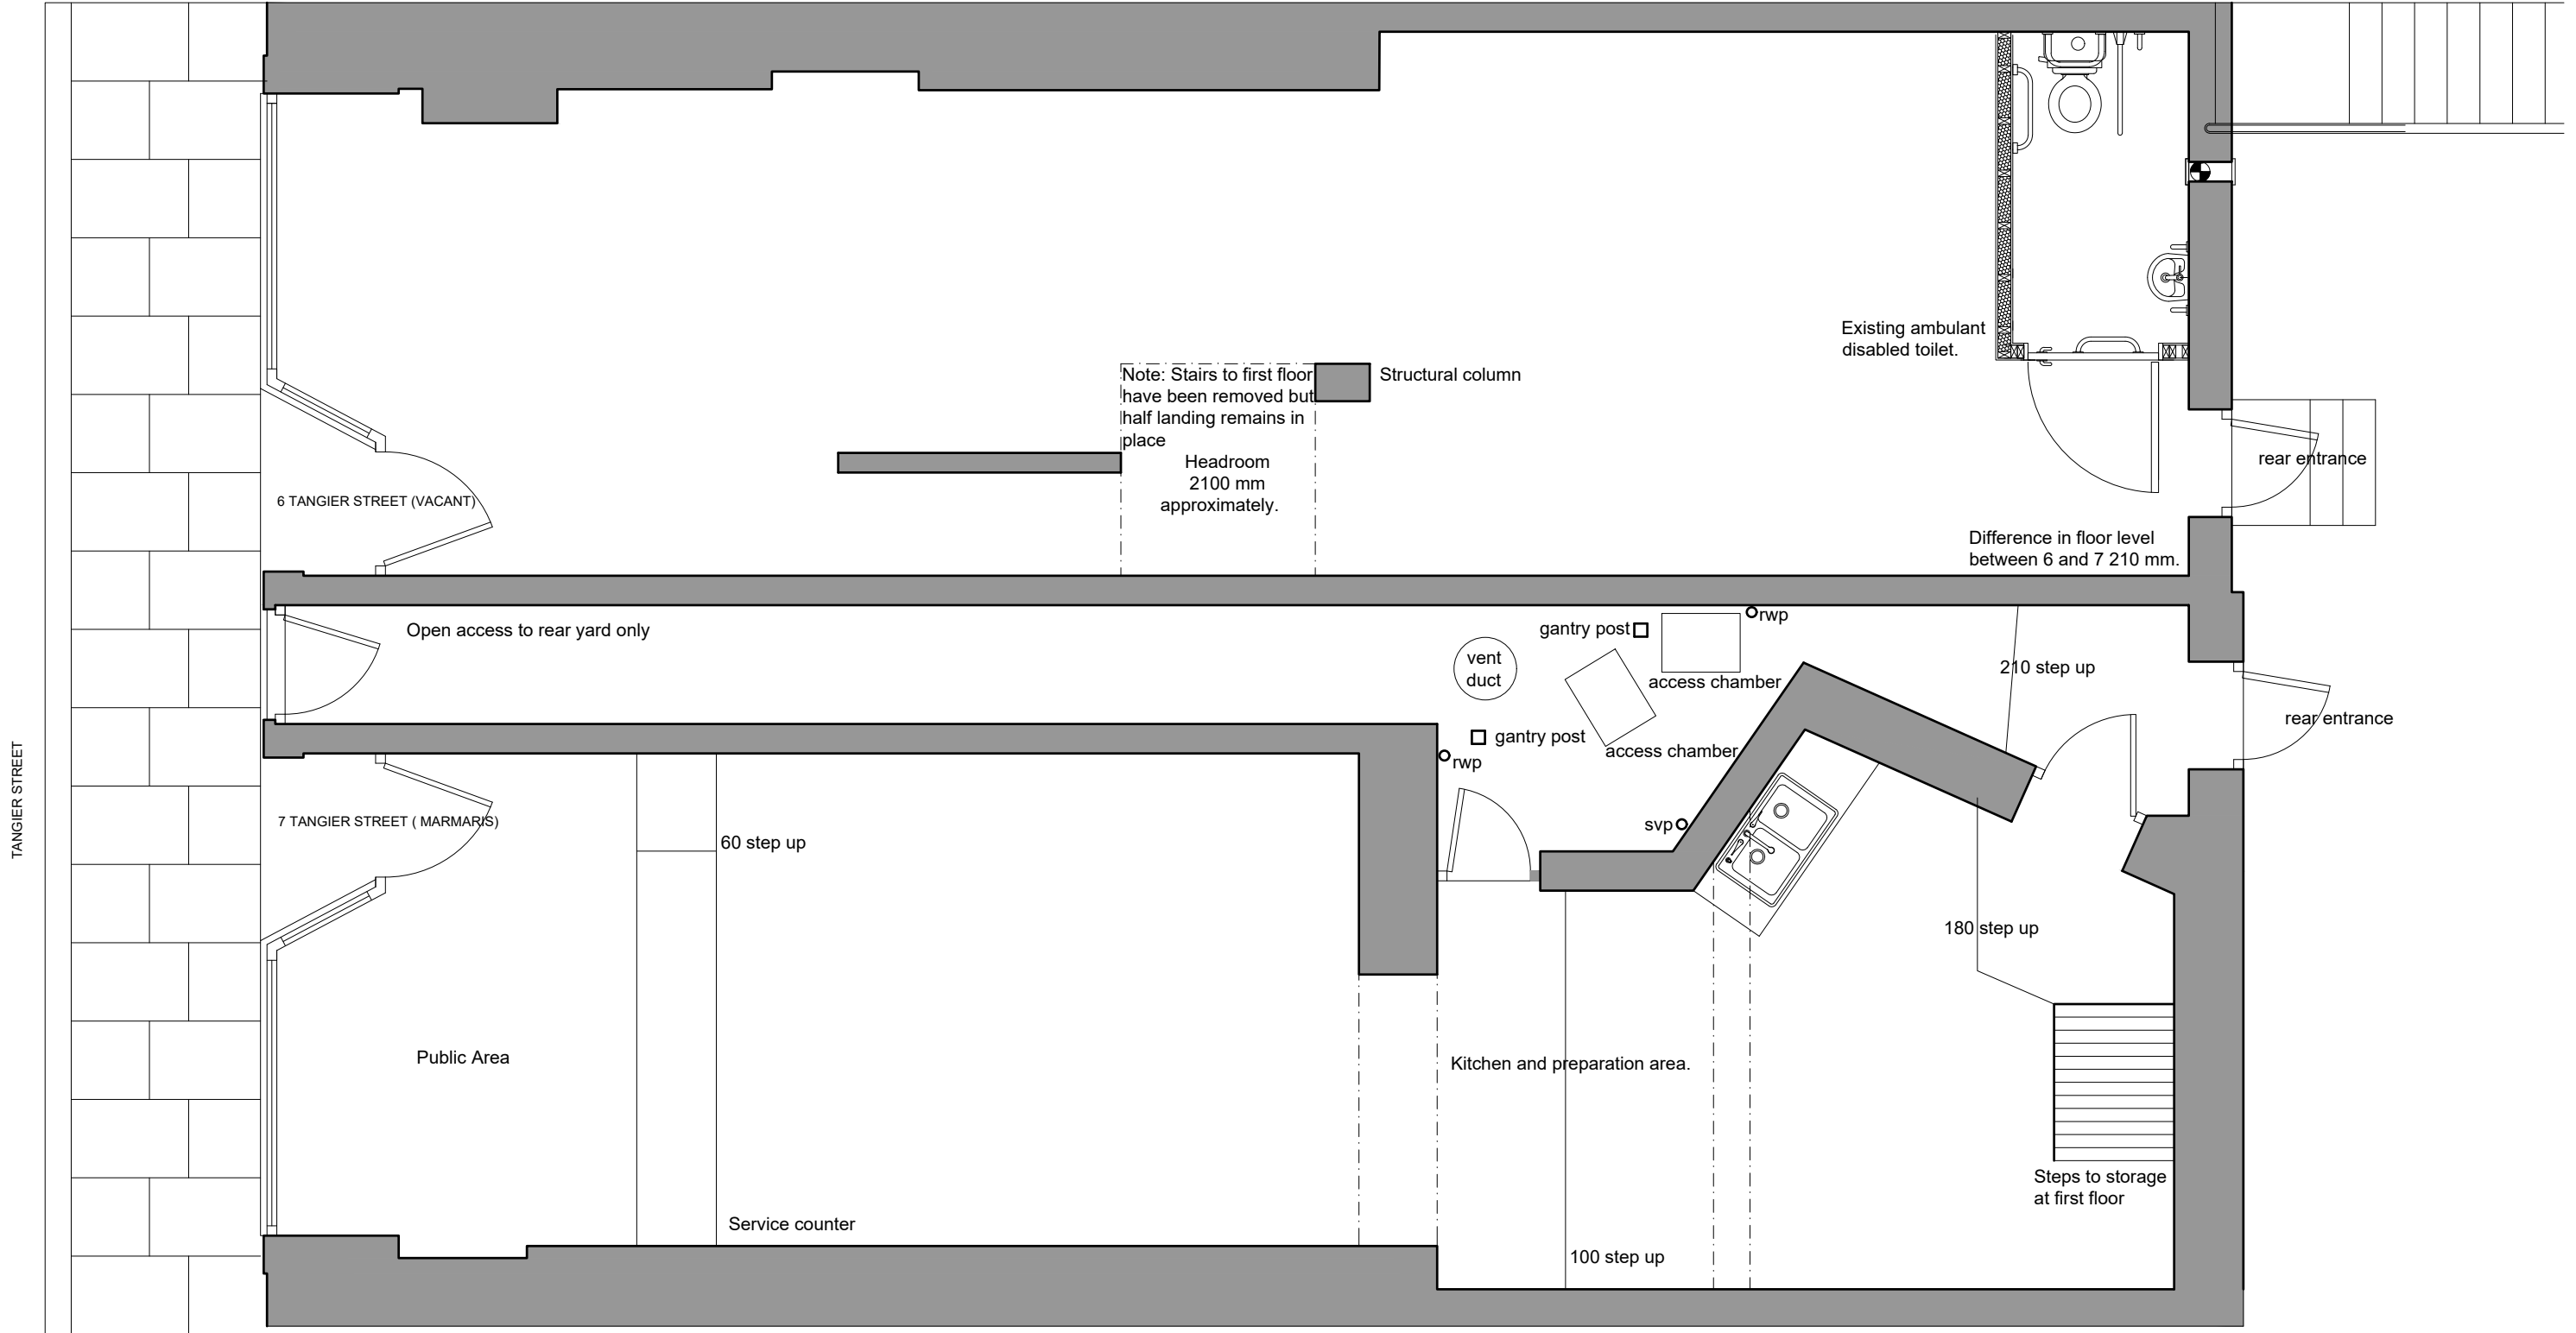 Existing ambulant
disabled toilet.
Note: Stairs to first floor
have been removed but
half landing remains in
place
Structural column
Headroom
2100 mm
approximately.
rear entrance
6 TANGIER STREET (VACANT)
Difference in floor level
between 6 and 7 210 mm.
Open access to rear yard only
gantry post
rwp
vent
duct
access chamber
210 step up
rear entrance
gantry post
access chamber
rwp
TANGIER STREET
7 TANGIER STREET ( MARMARIS)
60 step up
svp
180 step up
Public Area
Kitchen and preparation area.
Steps to storage
at first floor
Service counter
100 step up